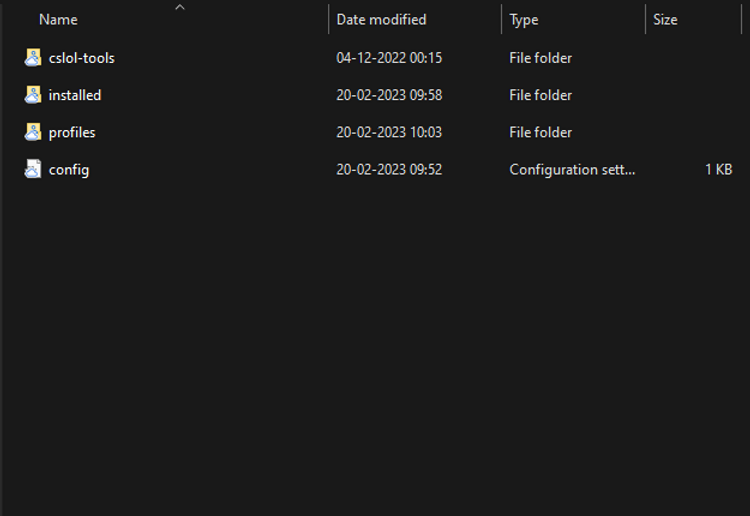 Name Date modified Type Size
cslol-tools 04-12-2022 00:15 File folder
installed 20-02-2023 09:58 File folder
profiles 20-02-2023 10:03 File folder
config 20-02-2023 09:52 Configuration sett... 1 KB